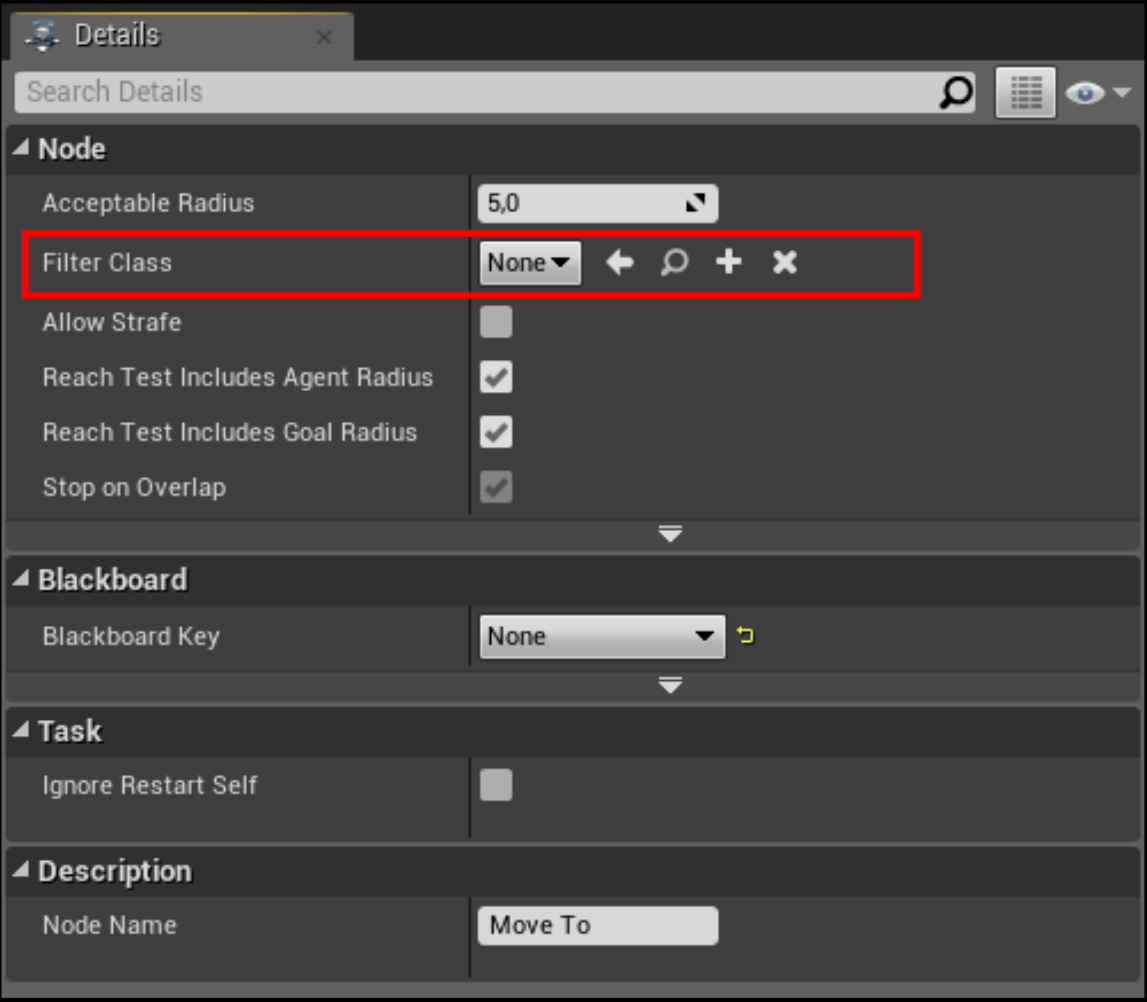 Details
Search Details
Node
Acceptable Radius 5,0
Filter Class None
Allow Strafe
Reach Test Includes Agent Radius
Reach Test Includes Goal Radius
Stop on Overlap
Blackboard
Blackboard Key None
Task
Ignore Restart Self
Description
Node Name Move To